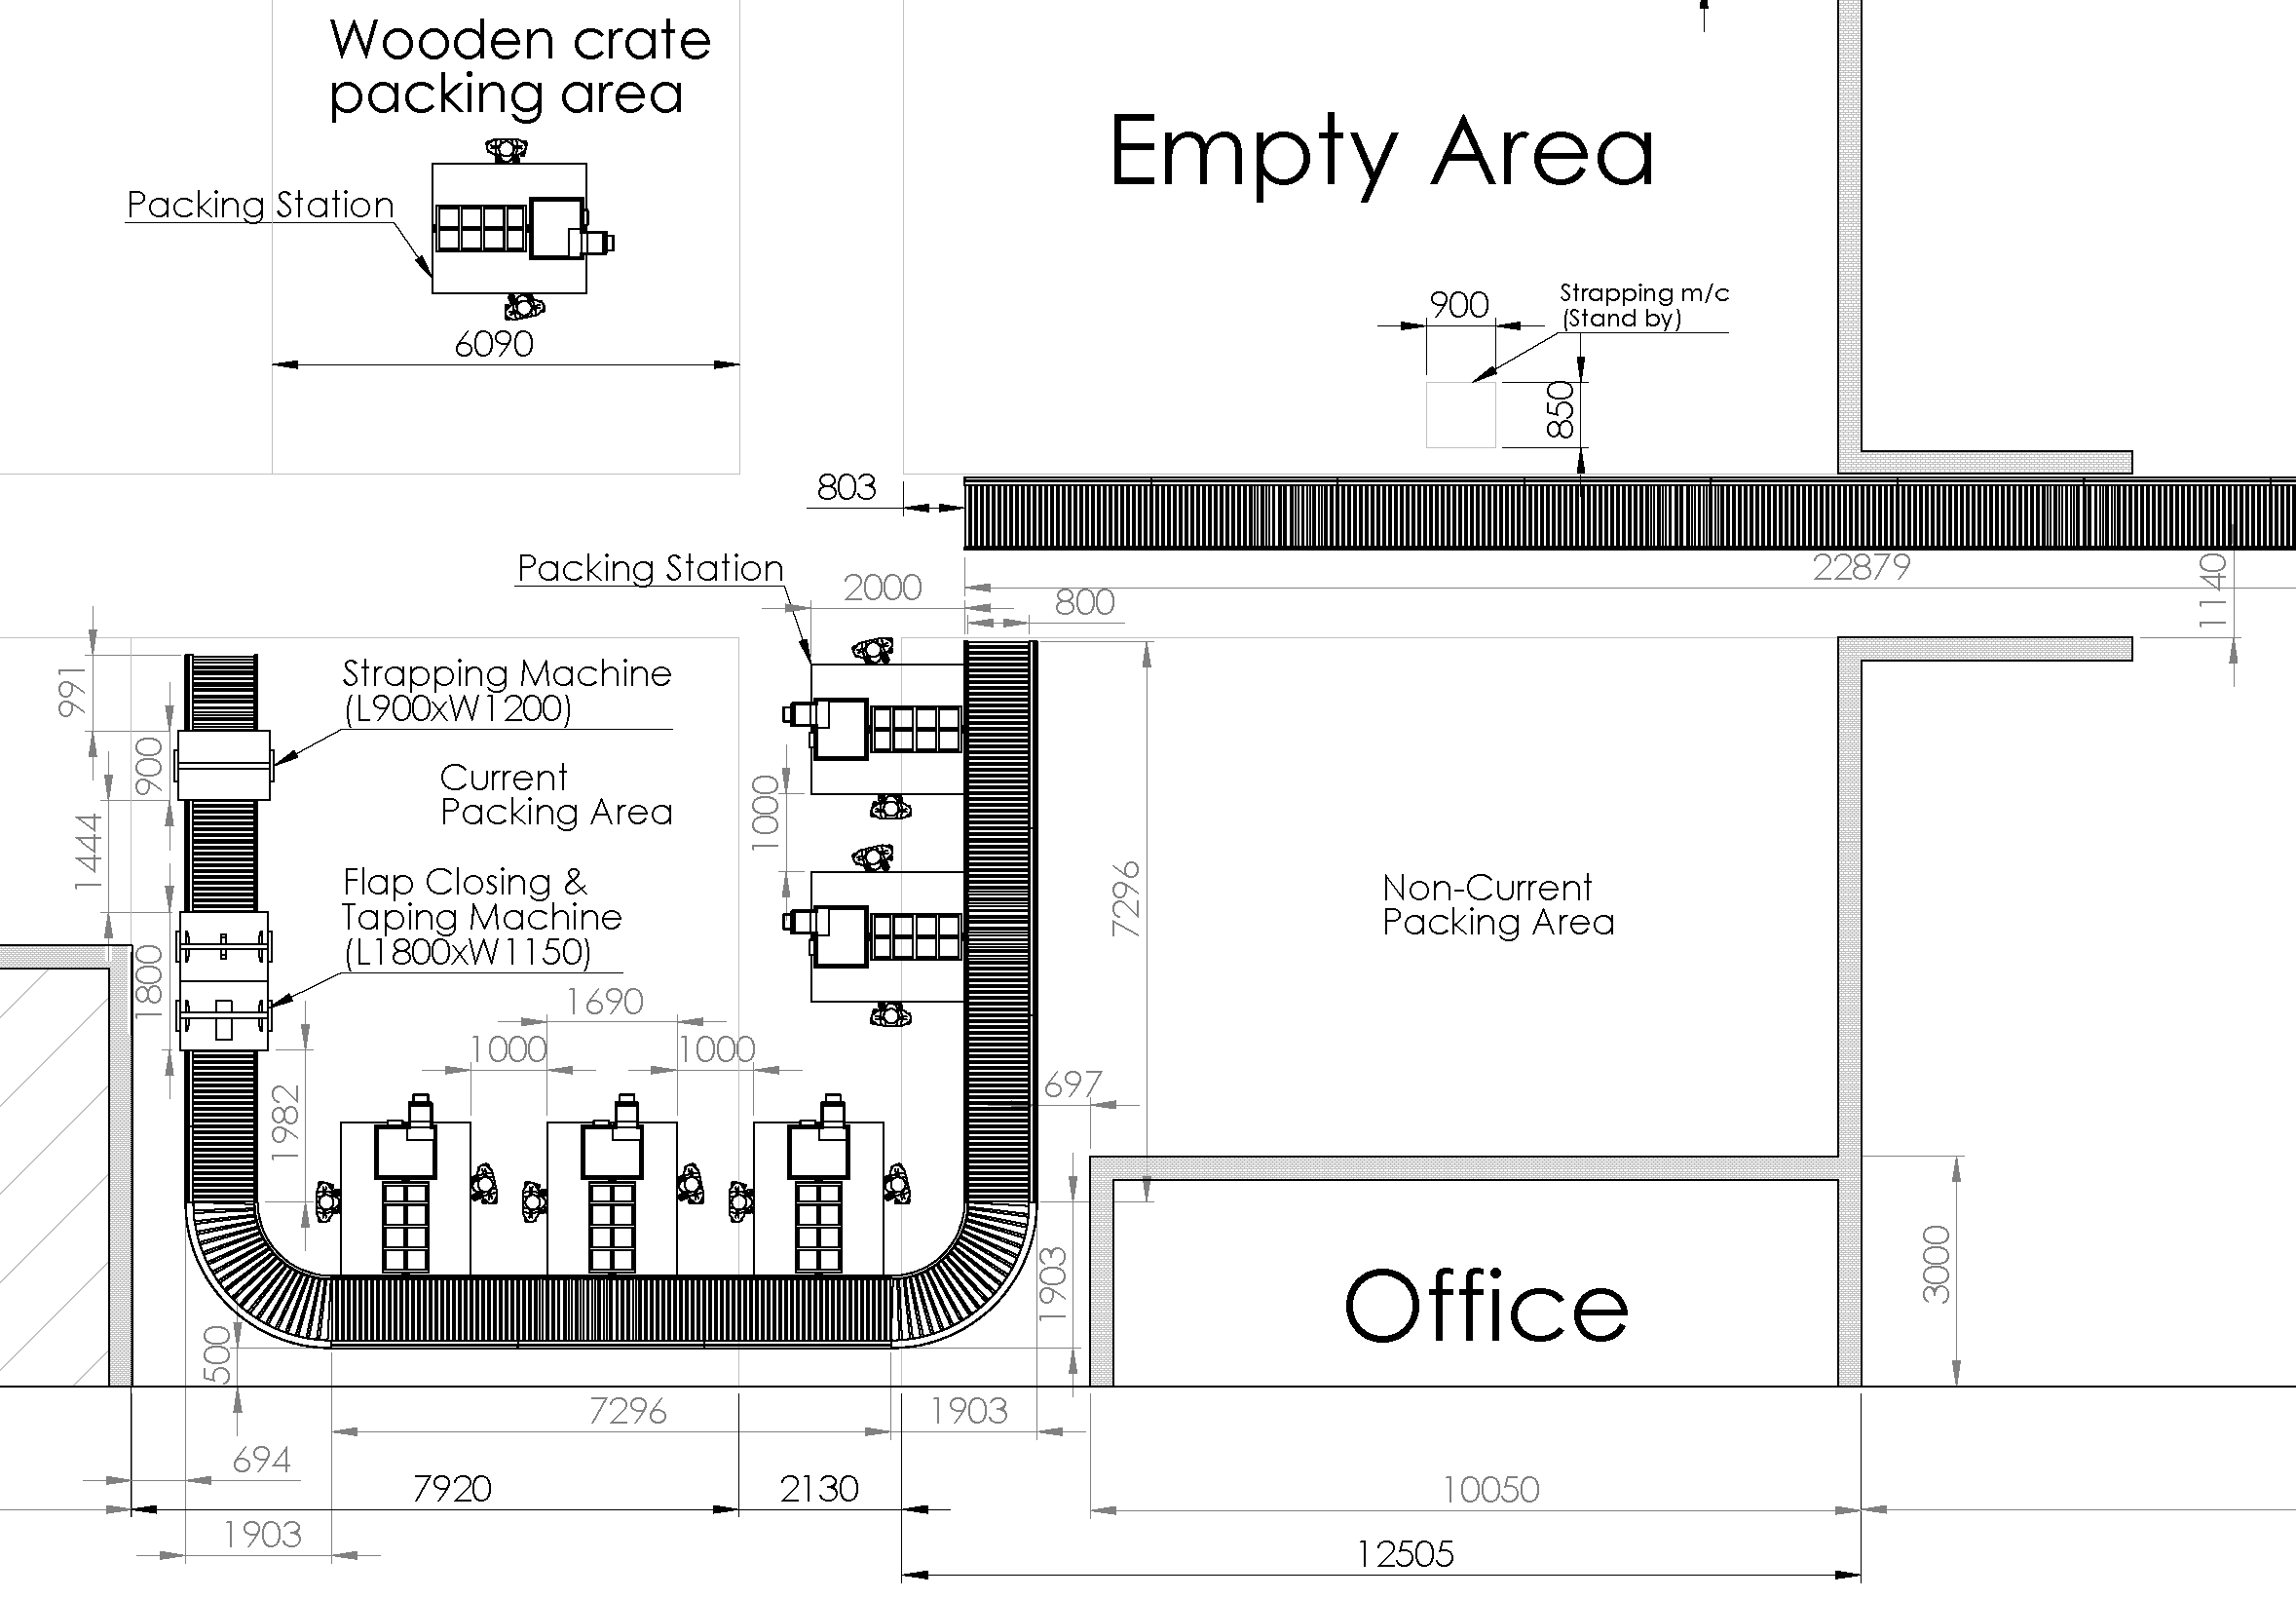 Wooden crate
packing area
Empty Area
Packing Station
6090
900
Strapping m/c
(Stand by)
850
803
Packing Station
2000
800
22879
1140
991
Strapping Machine
(L900xW1200)
900
Current
Packing Area
1000
1444
Flap Closing &
Taping Machine
(L1800xW1150)
7296
Non-Current
Packing Area
1800
1690
1000
1000
697
1982
1903
Office
3000
500
7296
1903
694
7920
2130
10050
1903
12505